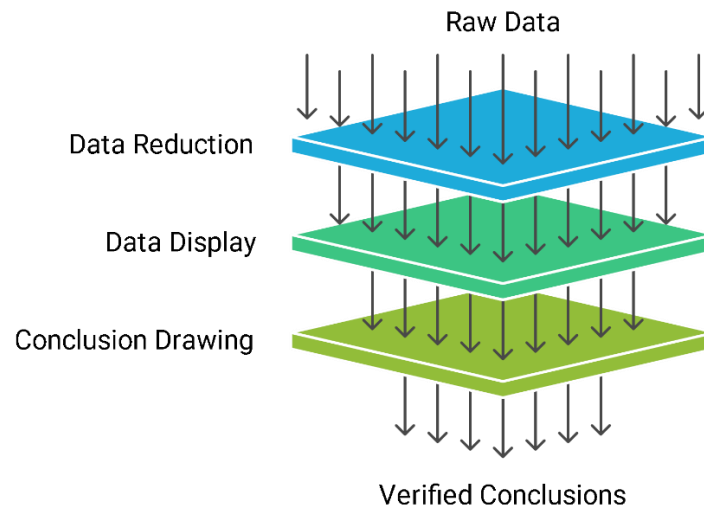 Raw Data
Data Reduction
Data Display
Conclusion Drawing
Verified Conclusions